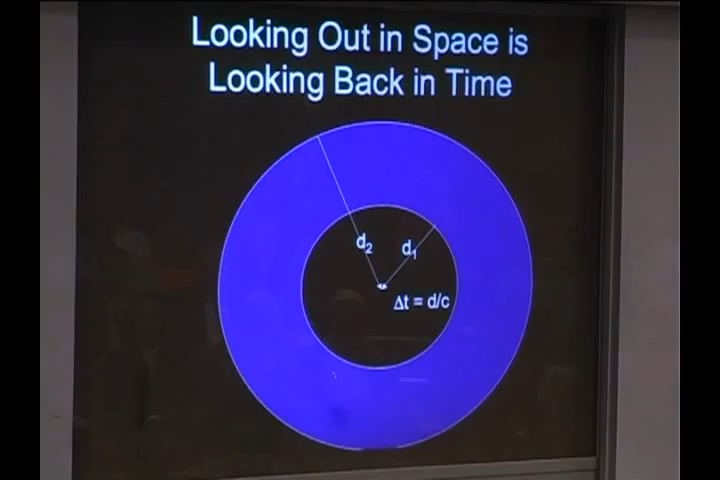 Looking Out in Space is
Looking Back in Time
d₂
d₁
Δt = d/c